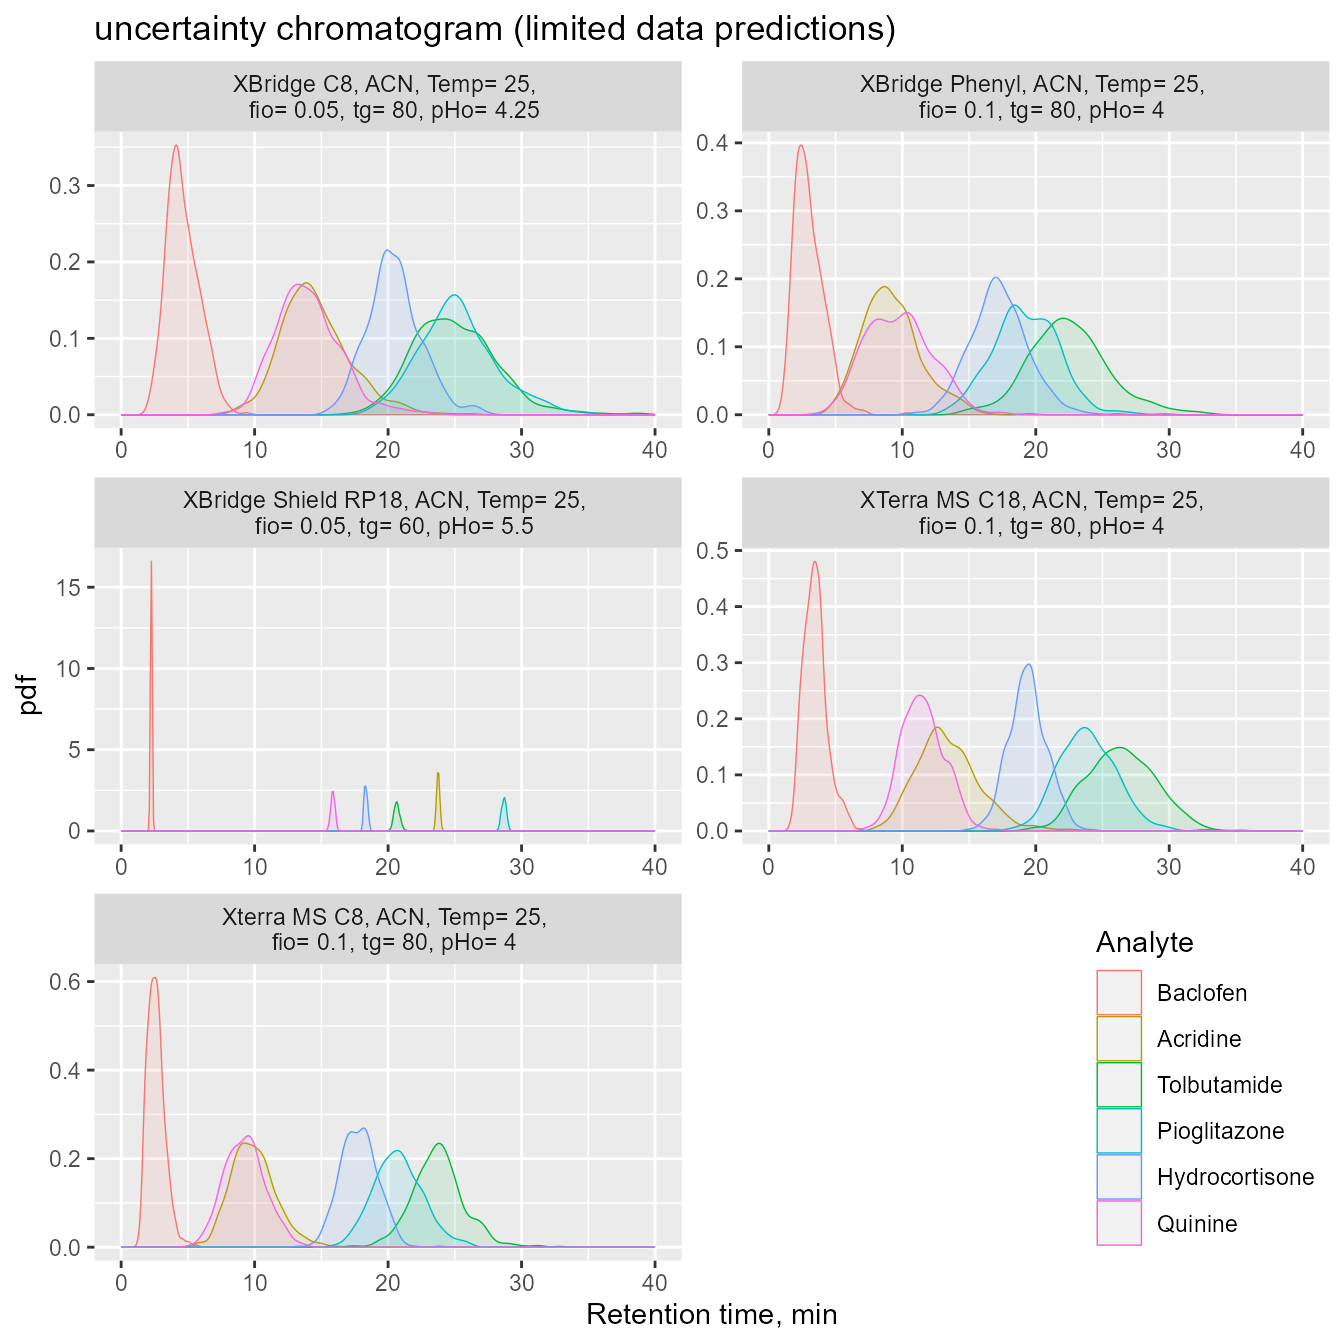 uncertainty chromatogram (limited data predictions)
XBridge C8, ACN, Temp= 25,
fio= 0.05, tg= 80, pHo= 4.25
0.3
0.2
0.1
0.0
0 10 20 30 40
XBridge Phenyl, ACN, Temp= 25,
fio= 0.1, tg= 80, pHo= 4
0.4
0.3
0.2
0.1
0.0
0 10 20 30 40
XBridge Shield RP18, ACN, Temp= 25,
fio= 0.05, tg= 60, pHo= 5.5
15
10
5
0
0 10 20 30 40
XTerra MS C18, ACN, Temp= 25,
fio= 0.1, tg= 80, pHo= 4
0.5
0.4
0.3
0.2
0.1
0.0
0 10 20 30 40
Xterra MS C8, ACN, Temp= 25,
fio= 0.1, tg= 80, pHo= 4
0.6
0.4
0.2
0.0
0 10 20 30 40
pdf
Retention time, min
Analyte
Baclofen
Acridine
Tolbutamide
Pioglitazone
Hydrocortisone
Quinine